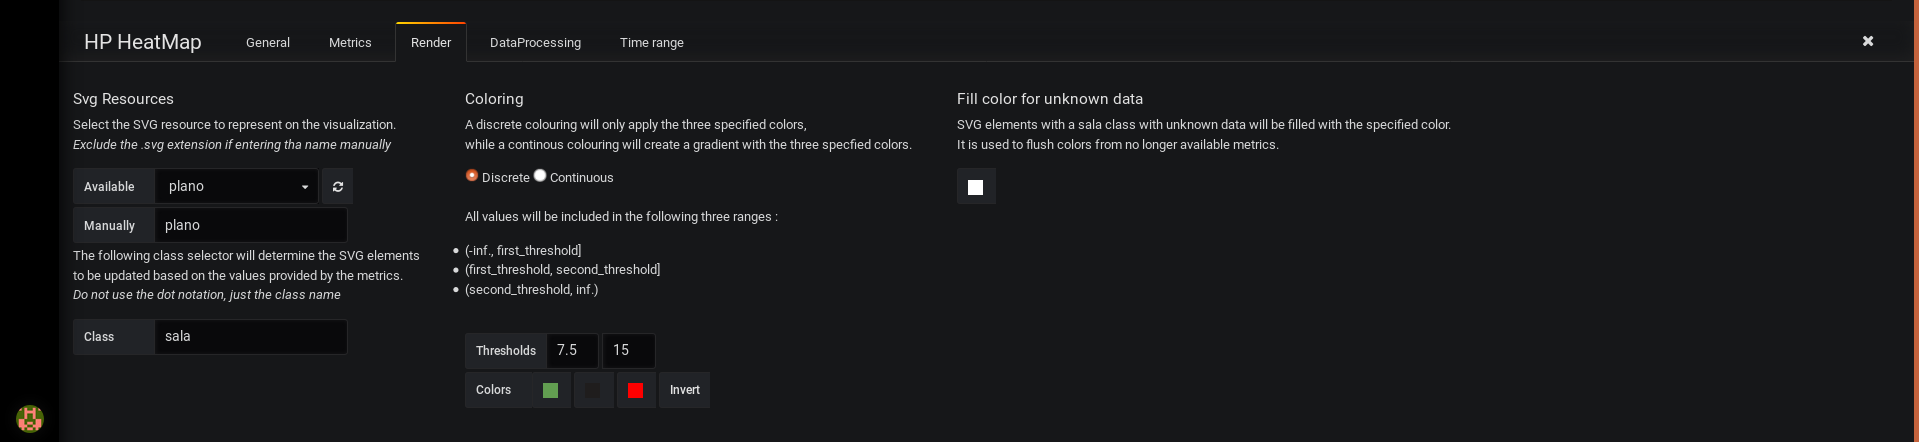 HP HeatMap
General
Metrics
Render
DataProcessing
Time range
Svg Resources
Select the SVG resource to represent on the visualization.
Exclude the .svg extension if entering tha name manually
Available
plano
Manually
plano
The following class selector will determine the SVG elements
to be updated based on the values provided by the metrics.
Do not use the dot notation, just the class name
Class
sala
Coloring
A discrete colouring will only apply the three specified colors,
while a continous colouring will create a gradient with the three specfied colors.
Discrete
Continuous
All values will be included in the following three ranges :
• (-inf., first_threshold]
• (first_threshold, second_threshold]
• (second_threshold, inf.)
Thresholds
7.5
15
Colors
Invert
Fill color for unknown data
SVG elements with a sala class with unknown data will be filled with the specified color.
It is used to flush colors from no longer available metrics.